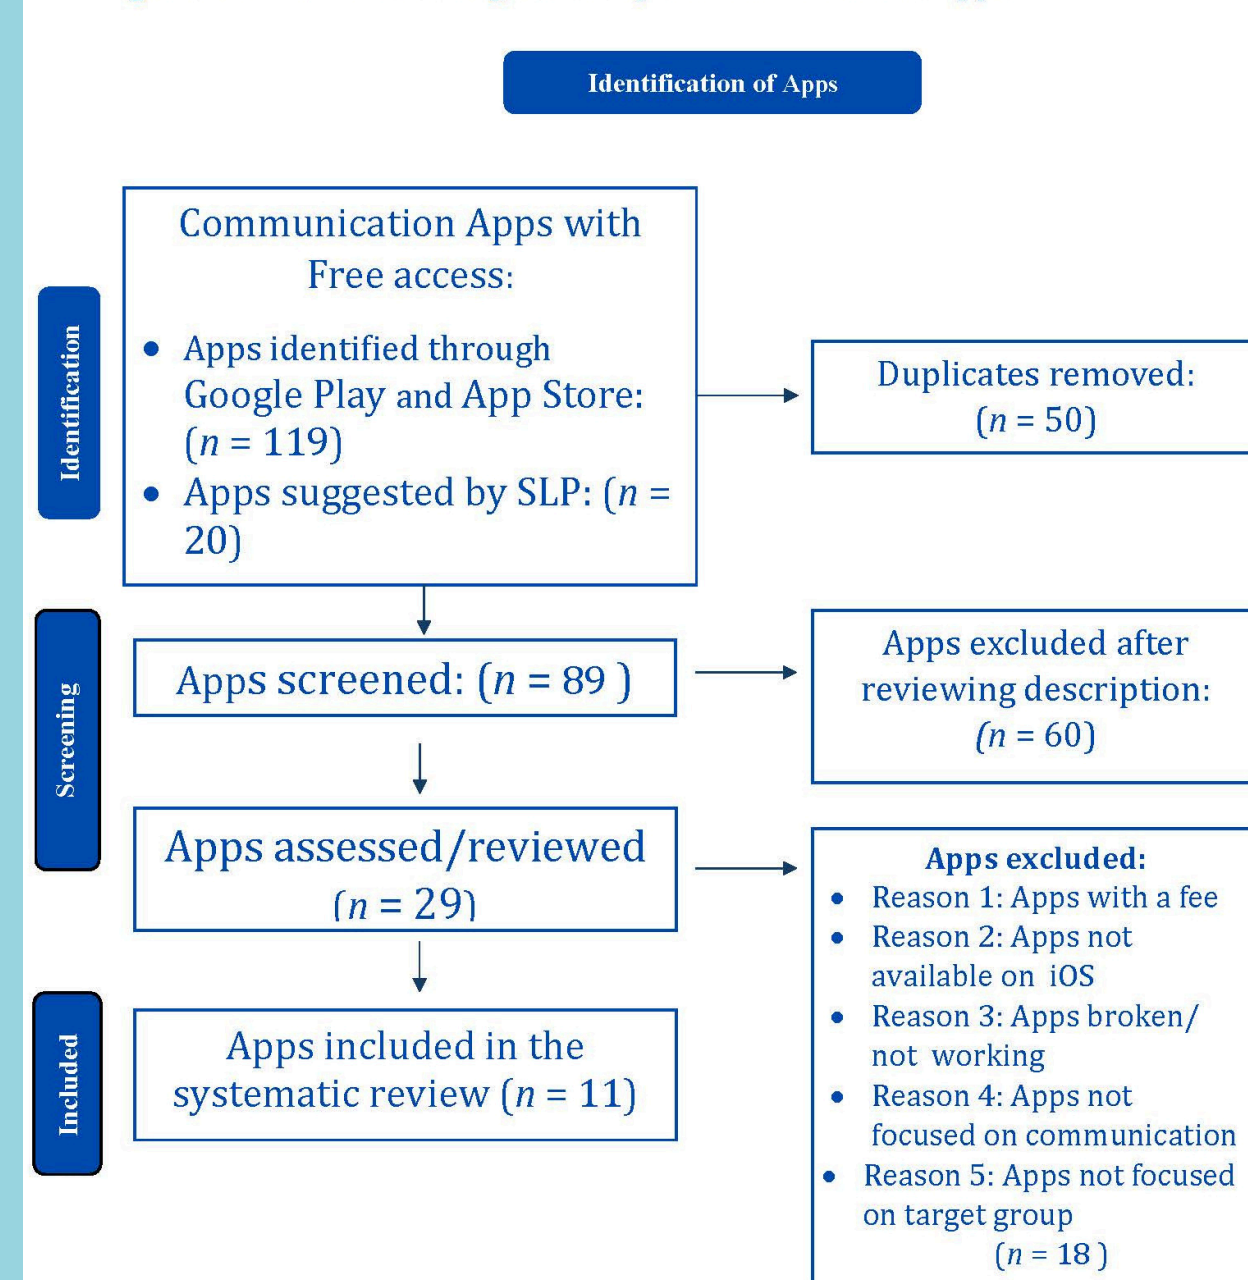 Identification of Apps
Identification
Communication Apps with
Free access:
• Apps identified through
Google Play and App Store:
(n = 119)
• Apps suggested by SLP: (n =
20)
Duplicates removed:
(n = 50)
Screening
Apps screened: (n = 89 )
Apps excluded after
reviewing description:
(n = 60)
Apps assessed/reviewed
(n = 29)
Apps excluded:
• Reason 1: Apps with a fee
• Reason 2: Apps not
available on iOS
• Reason 3: Apps broken/
not working
• Reason 4: Apps not
focused on communication
• Reason 5: Apps not focused
on target group
(n = 18 )
Included
Apps included in the
systematic review (n = 11)